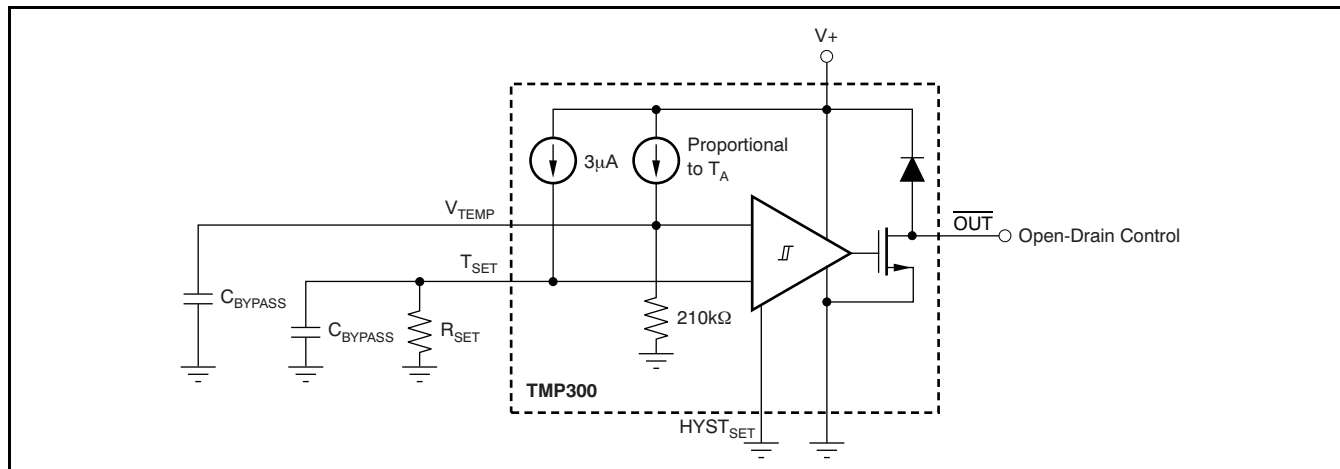 V+
3µA
Proportional
to T_A
V_TEMP
OUT
Open-Drain Control
T_SET
C_BYPASS
C_BYPASS
R_SET
210kΩ
TMP300
HYST_SET